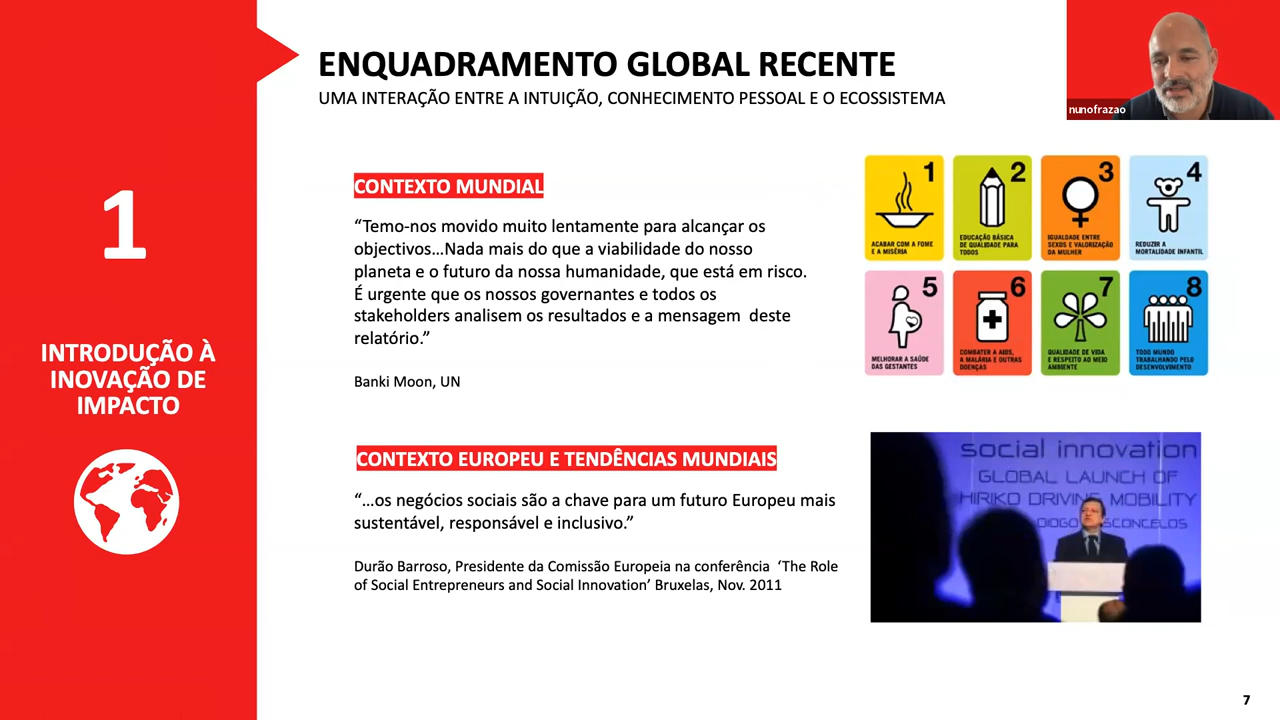 ENQUADRAMENTO GLOBAL RECENTE
UMA INTERAÇÃO ENTRE A INTUIÇÃO, CONHECIMENTO PESSOAL E O ECOSSISTEMA
nunofrazao
1
INTRODUÇÃO À
INOVAÇÃO DE
IMPACTO
CONTEXTO MUNDIAL
“Temo-nos movido muito lentamente para alcançar os
objectivos…Nada mais do que a viabilidade do nosso
planeta e o futuro da nossa humanidade, que está em risco.
É urgente que os nossos governantes e todos os
stakeholders analisem os resultados e a mensagem deste
relatório.”
Banki Moon, UN
1
ACABAR COM A FOME
E A MISÉRIA
2
EDUCAÇÃO BÁSICA
DE QUALIDADE PARA
TODOS
3
IGUALDADE ENTRE
SEXOS E VALORIZAÇÃO
DA MULHER
4
REDUZIR A
MORTALIDADE INFANTIL
5
MELHORAR A SAÚDE
DAS GESTANTES
6
COMBATER A AIDS,
A MALÁRIA E OUTRAS
DOENÇAS
7
QUALIDADE DE VIDA
E RESPEITO AO MEIO
AMBIENTE
8
TODO MUNDO
TRABALHANDO PELO
DESENVOLVIMENTO
CONTEXTO EUROPEU E TENDÊNCIAS MUNDIAIS
“…os negócios sociais são a chave para um futuro Europeu mais
sustentável, responsável e inclusivo.”
Durão Barroso, Presidente da Comissão Europeia na conferência ‘The Role
of Social Entrepreneurs and Social Innovation’ Bruxelas, Nov. 2011
social innovation
GLOBAL LAUNCH OF
HIRIKO DRIVING MOBILITY
DIOGO
7